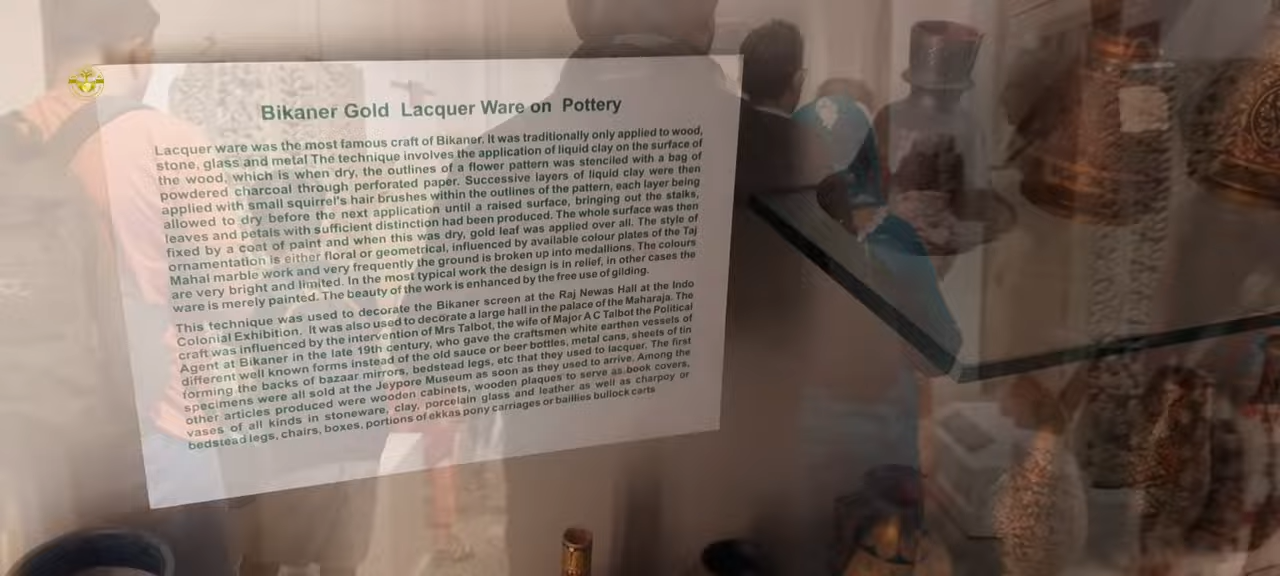 Bikaner Gold Lacquer Ware on Pottery
Lacquer ware was the most famous craft of Bikaner. It was traditionally only applied to wood,
stone, glass and metal The technique involves the application of liquid clay on the surface of
the wood, which is when dry, the outlines of a flower pattern was stenciled with a bag of
powdered charcoal through perforated paper. Successive layers of liquid clay were then
applied with small squirrel's hair brushes within the outlines of the pattern, each layer being
allowed to dry before the next application until a raised surface, bringing out the stalks,
leaves and petals with sufficient distinction had been produced. The whole surface was then
fixed by a coat of paint and when this was dry, gold leaf was applied over all. The style of
ornamentation is either floral or geometrical, influenced by available colour plates of the Taj
Mahal marble work and very frequently the ground is broken up into medallions. The colours
are very bright and limited. In the most typical work the design is in relief, in other cases the
ware is merely painted. The beauty of the work is enhanced by the free use of gilding.
This technique was used to decorate the Bikaner screen at the Raj Newas Hall at the Indo
Colonial Exhibition. It was also used to decorate a large hall in the palace of the Maharaja. The
craft was influenced by the intervention of Mrs Talbot, the wife of Major A C Talbot the Political
Agent at Bikaner in the late 19th century, who gave the craftsmen white earthen vessels of
different well known forms instead of the old sauce or beer bottles, metal cans, sheets of tin
forming the backs of bazaar mirrors, bedstead legs, etc that they used to lacquer. The first
specimens were all sold at the Jeypore Museum as soon as they used to arrive. Among the
other articles produced were wooden cabinets, wooden plaques to serve as book covers,
vases of all kinds in stoneware, clay, porcelain glass and leather as well as charpoy or
bedstead legs, chairs, boxes, portions of ekkas pony carriages or baillies bullock carts